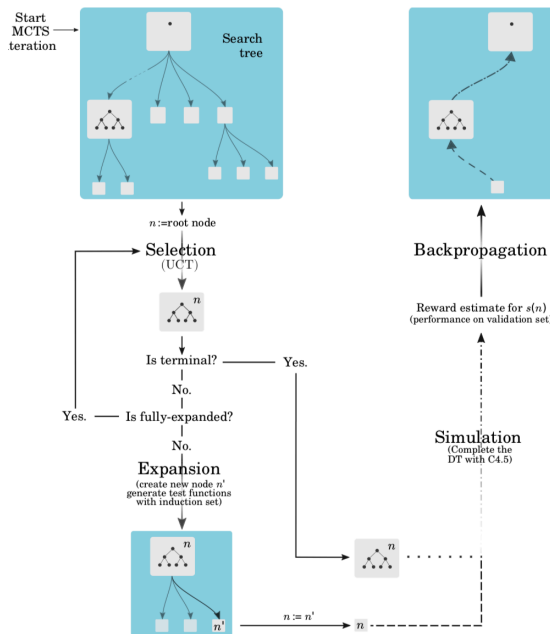 Start
MCTS
iteration
Search
tree
n:=root node
Selection
(UCT)
n
Is terminal?
Yes.
No.
Yes.
Is fully-expanded?
No.
Expansion
(create new node n'
generate test functions
with induction set)
n
n'
n := n'
n
n
Simulation
(Complete the
DT with C4.5)
Reward estimate for s(n)
(performance on validation set)
Backpropagation